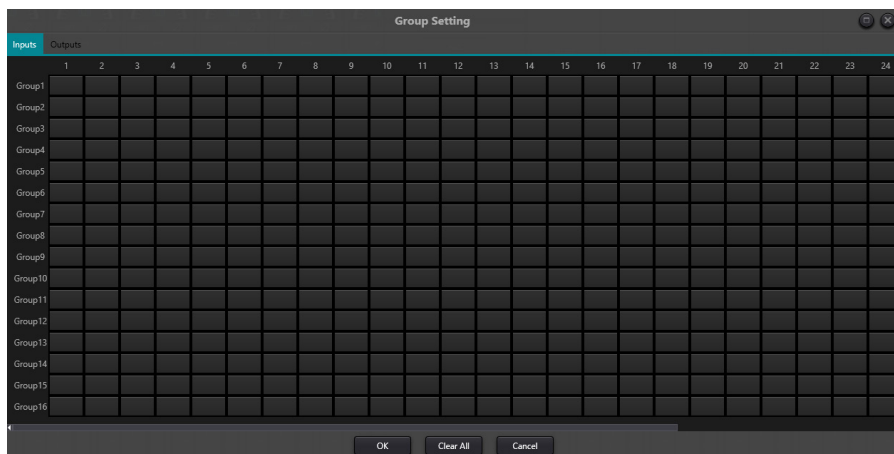 Group Setting
Inputs Outputs
1 2 3 4 5 6 7 8 9 10 11 12 13 14 15 16 17 18 19 20 21 22 23 24
Group1
Group2
Group3
Group4
Group5
Group6
Group7
Group8
Group9
Group10
Group11
Group12
Group13
Group14
Group15
Group16
OK Clear All Cancel